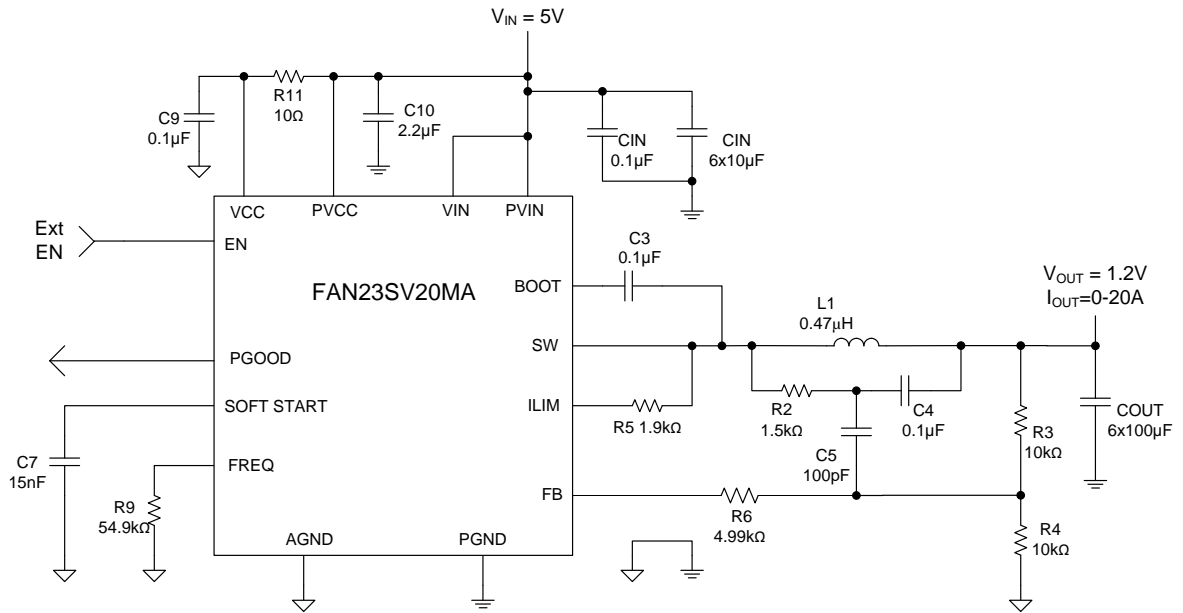 VIN = 5V
R11
10Ω
C9
0.1µF
C10
2.2µF
CIN
0.1µF
CIN
6x10µF
VCC
PVCC
VIN
PVIN
Ext
EN
EN
C3
0.1µF
FAN23SV20MA
BOOT
VOUT = 1.2V
IOUT=0-20A
L1
0.47µH
SW
PGOOD
SOFT START
ILIM
R5 1.9kΩ
R2
1.5kΩ
C4
0.1µF
COUT
6x100µF
R3
10kΩ
C7
15nF
FREQ
C5
100pF
R9
54.9kΩ
FB
R6
4.99kΩ
R4
10kΩ
AGND
PGND